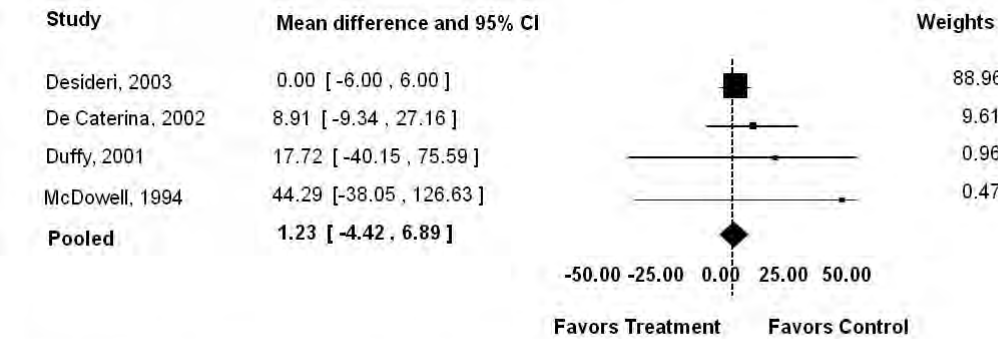 Study Mean difference and 95% CI Weights
Desideri, 2003 0.00 [ -6.00 , 6.00 ] 88.96
De Caterina, 2002 8.91 [ -9.34 , 27.16 ] 9.61
Duffy, 2001 17.72 [ -40.15 , 75.59 ] 0.96
McDowell, 1994 44.29 [ -38.05 , 126.63 ] 0.47
Pooled 1.23 [ -4.42 , 6.89 ]
-50.00 -25.00 0.00 25.00 50.00
Favors Treatment Favors Control